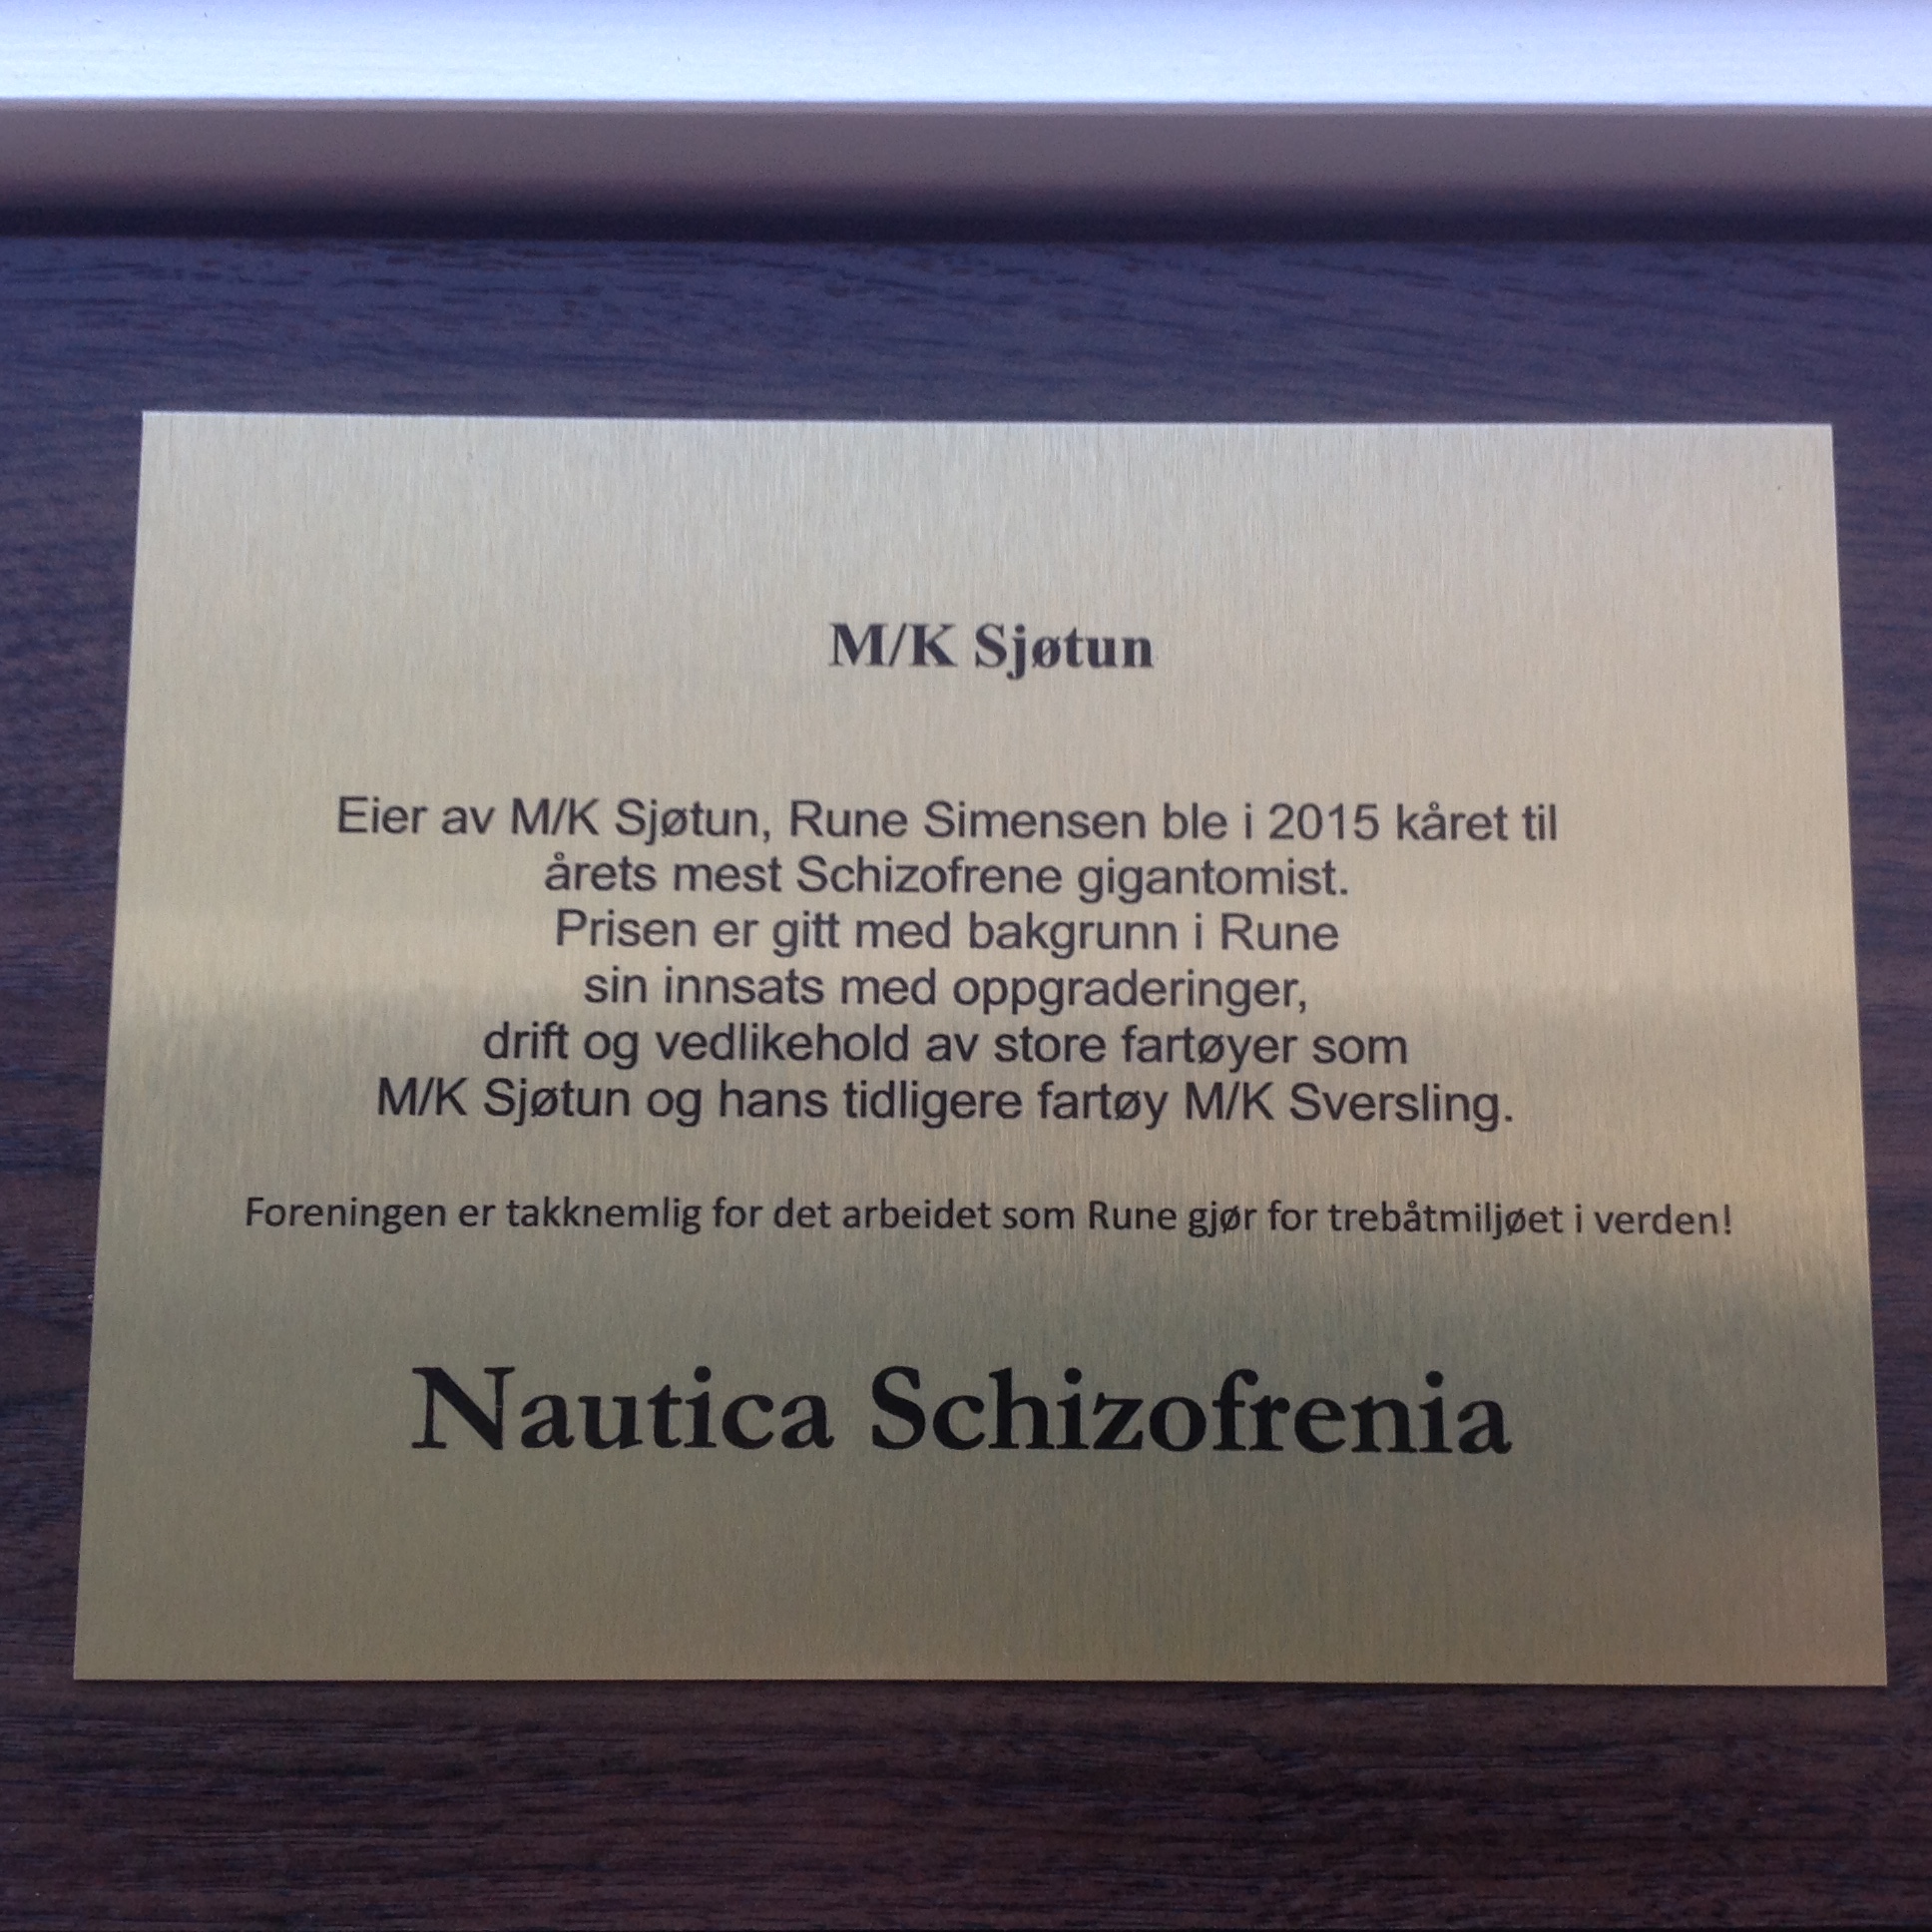 M/K Sjøtun
Eier av M/K Sjøtun, Rune Simensen ble i 2015 kåret til
årets mest Schizofrene gigantomist.
Prisen er gitt med bakgrunn i Rune
sin innsats med oppgraderinger,
drift og vedlikehold av store fartøyer som
M/K Sjøtun og hans tidligere fartøy M/K Sversling.
Foreningen er takknemlig for det arbeidet som Rune gjør for trebåtmiljøet i verden!
Nautica Schizofrenia